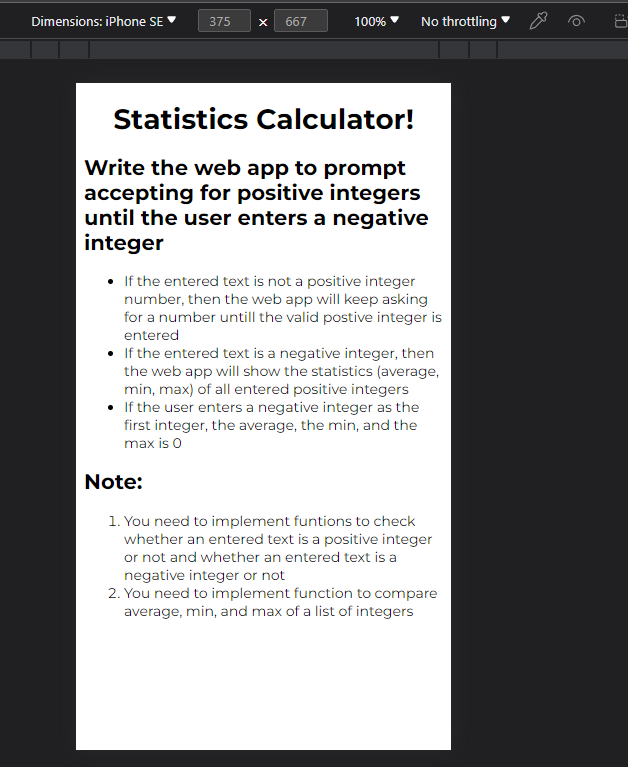 Dimensions: iPhone SE 375 x 667 100% No throttling
Statistics Calculator!
Write the web app to prompt
accepting for positive integers
until the user enters a negative
integer
If the entered text is not a positive integer
number, then the web app will keep asking
for a number untill the valid postive integer is
entered
If the entered text is a negative integer, then
the web app will show the statistics (average,
min, max) of all entered positive integers
If the user enters a negative integer as the
first integer, the average, the min, and the
max is 0
Note:
1. You need to implement funtions to check
whether an entered text is a positive integer
or not and whether an entered text is a
negative integer or not
2. You need to implement function to compare
average, min, and max of a list of integers